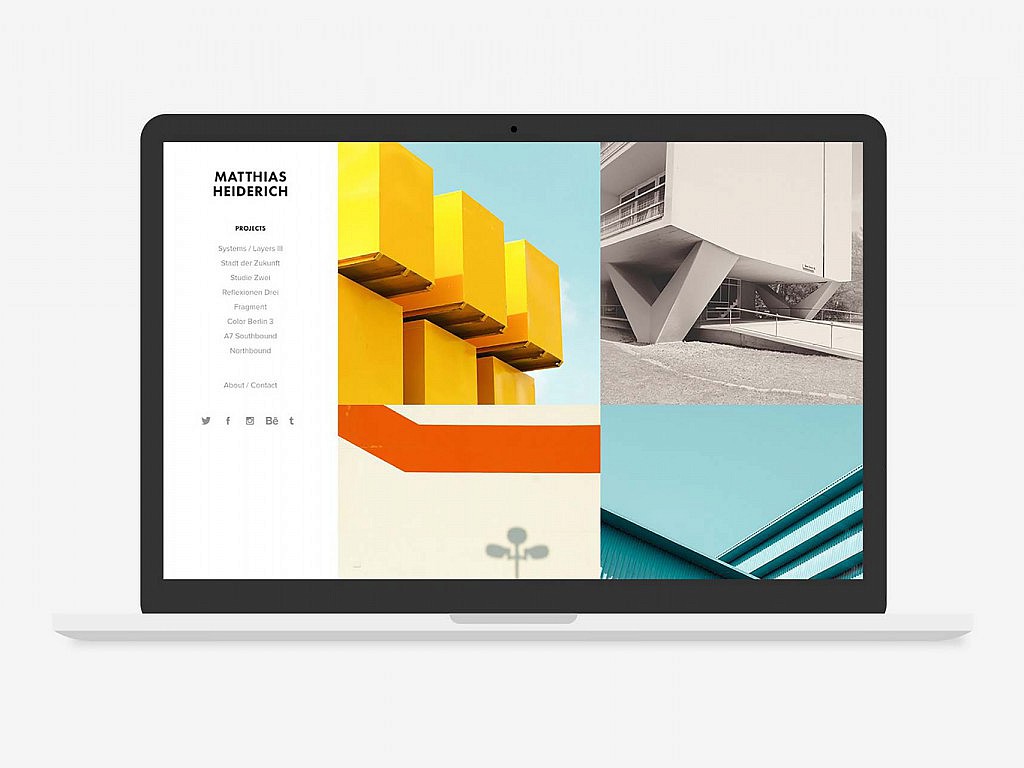 MATTHIAS
HEIDERICH
PROJECTS
Systems / Layers III
Stadt der Zukunft
Studio Zwei
Reflexionen Drei
Fragment
Color Berlin 3
A7 Southbound
Northbound
About / Contact
Bē